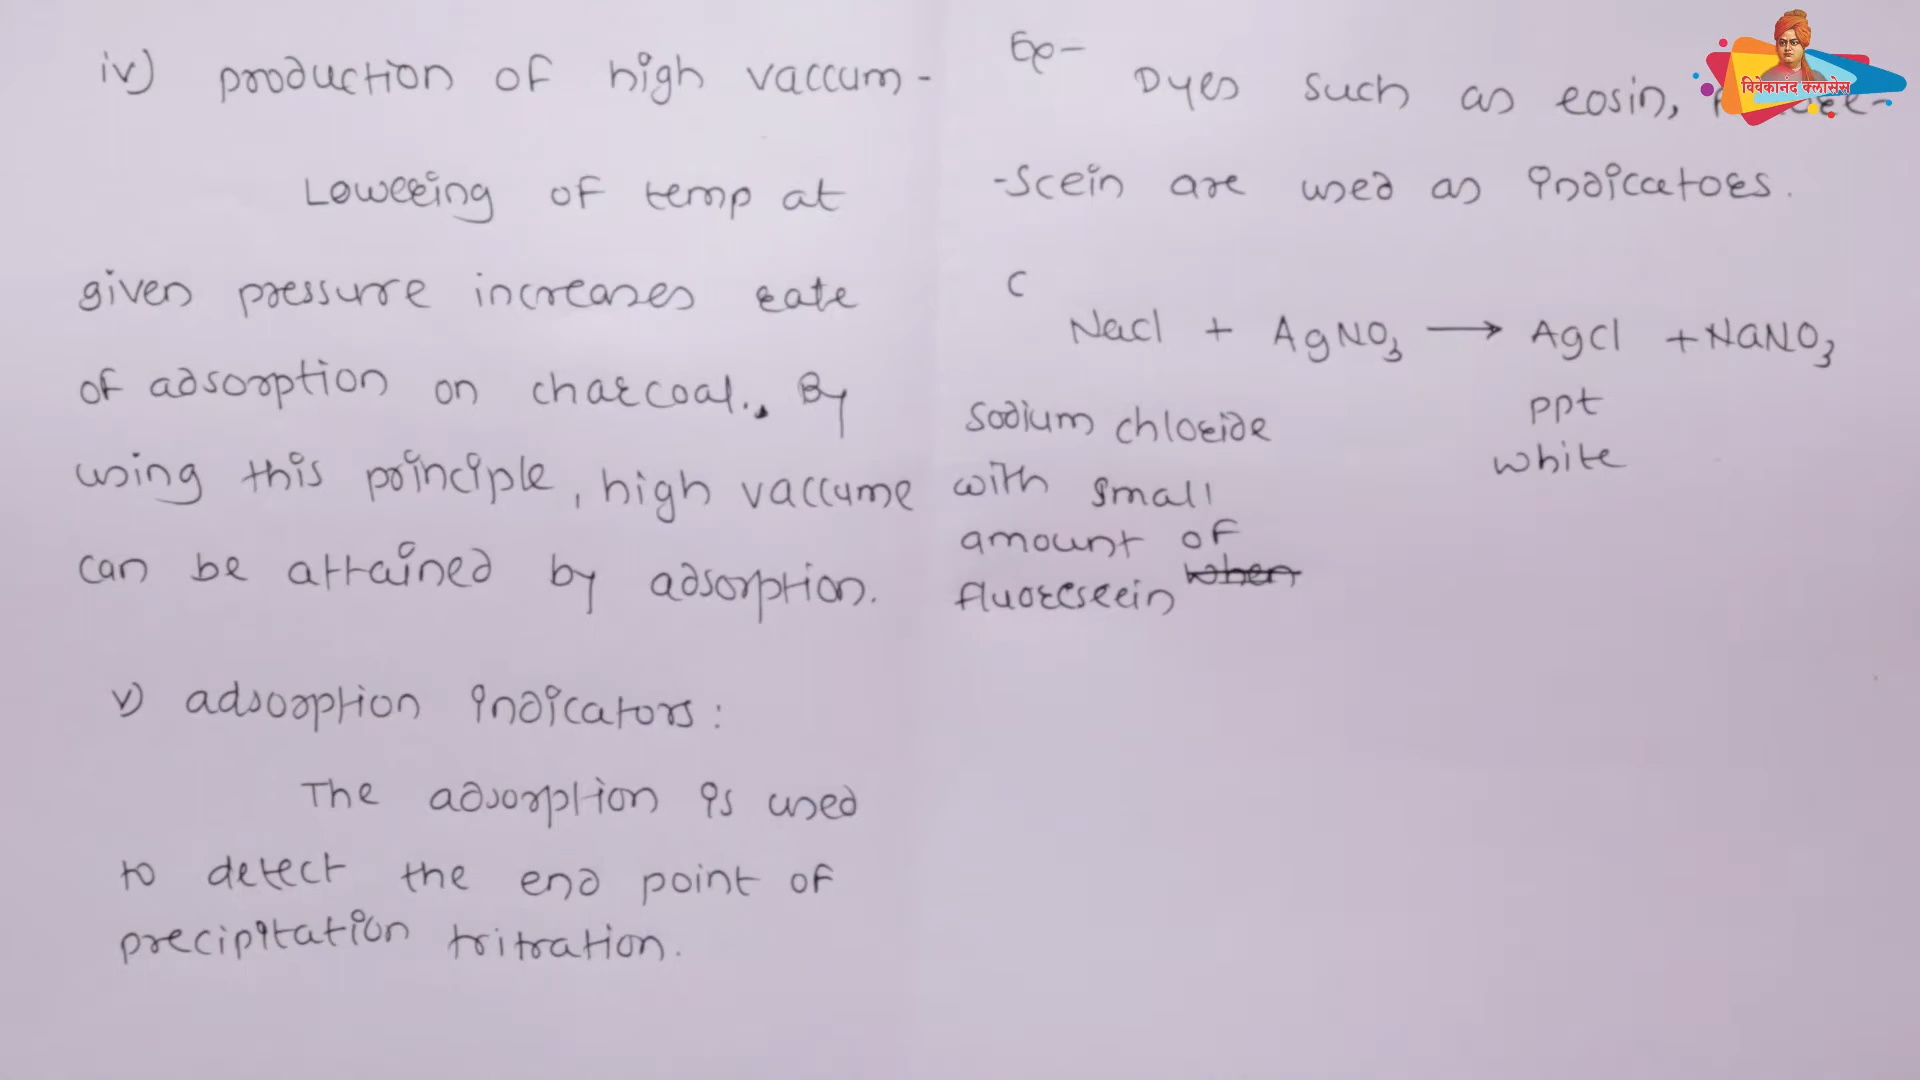 iv) production of high vaccum -
Lowering of temp at
given pressure increases rate
of adsorption on charcoal. By
using this principle, high vaccume
can be attained by adsorption.
v) adsorption indicators:
The adsorption is used
to detect the end point of
precipitation tritration.
Ex-
Dyes such as eosin,
-scein are used as indicators.
C
NaCl + AgNO3 → AgCl + NaNO3
ppt
white
sodium chloride
with small
amount of
when
fluorescein
विवेकानंद क्लासेस